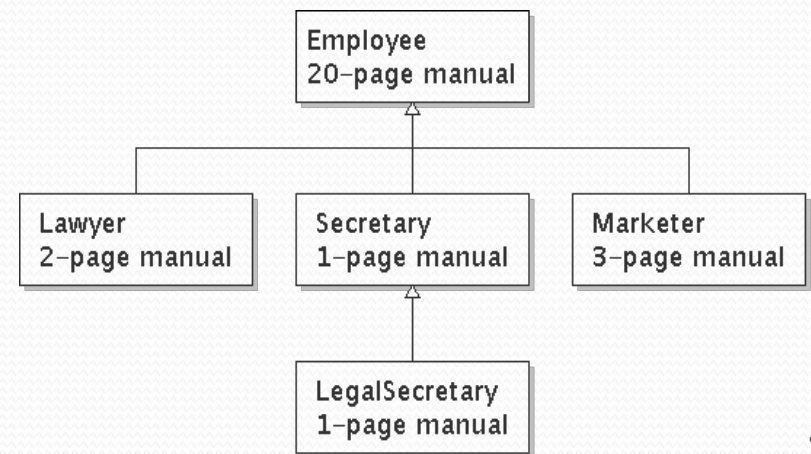 Employee
20-page manual
Lawyer
2-page manual
Secretary
1-page manual
Marketer
3-page manual
LegalSecretary
1-page manual